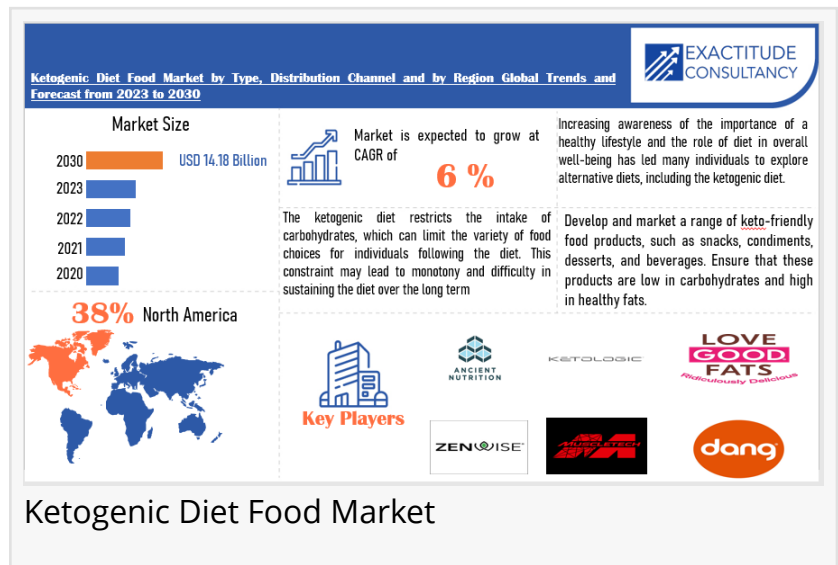 Ketogenic Diet Food Market by Type, Distribution Channel and by Region Global Trends and
Forecast from 2023 to 2030
EXACTITUDE
CONSULTANCY
Market Size
2030
USD 14.18 Billion
2023
2022
2021
2020
Market is expected to grow at
CAGR of
6 %
Increasing awareness of the importance of a
healthy lifestyle and the role of diet in overall
well-being has led many individuals to explore
alternative diets, including the ketogenic diet.
The ketogenic diet restricts the intake of
carbohydrates, which can limit the variety of food
choices for individuals following the diet. This
constraint may lead to monotony and difficulty in
sustaining the diet over the long term
Develop and market a range of keto-friendly
food products, such as snacks, condiments,
desserts, and beverages. Ensure that these
products are low in carbohydrates and high
in healthy fats.
38% North America
Key Players
ANCIENT
NUTRITION
KETOLOGIC
LOVE
GOOD
FATS
Ridiculously Delicious
ZENWISE
MUSCLETECH
dang
Ketogenic Diet Food Market